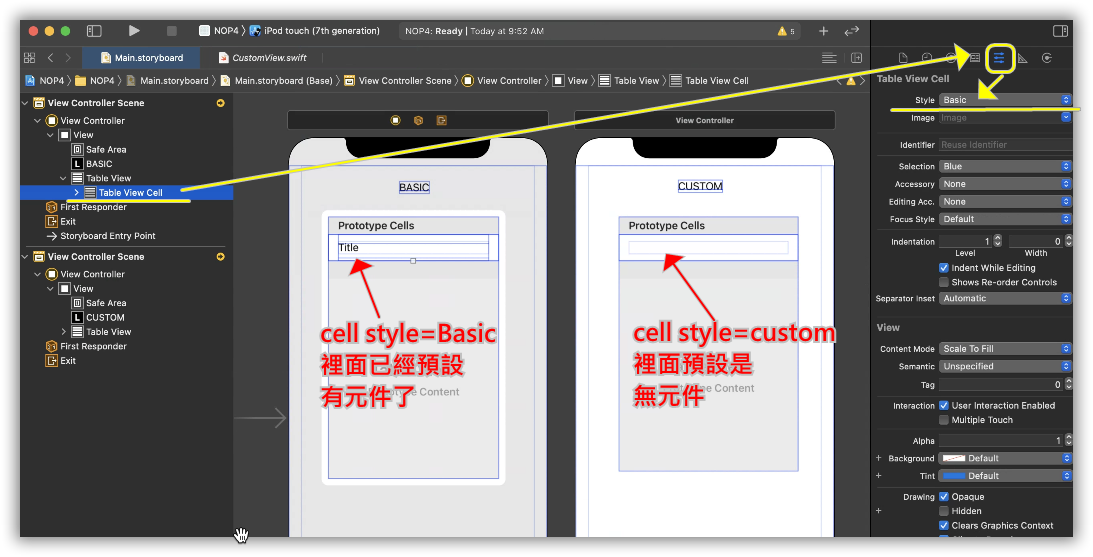 NOP4 〉 iPod touch (7th generation)
NOP4: Ready | Today at 9:52 AM
5
Main.storyboard
CustomView.swift
NOP4 〉 NOP4 〉 Main.storyboard 〉 Main.storyboard (Base) 〉 View Controller Scene 〉 View Controller 〉 View 〉 Table View 〉 Table View Cell
View Controller Scene
View Controller
View
Safe Area
L BASIC
Table View
Table View Cell
First Responder
Exit
Storyboard Entry Point
View Controller Scene
View Controller
View
Safe Area
L CUSTOM
Table View
First Responder
Exit
BASIC
Prototype Cells
Title
cell style=Basic
裡面已經預設
有元件了
Content
View Controller
CUSTOM
Prototype Cells
cell style=custom
裡面預設是
無元件
Content
Table View Cell
Style Basic
Image Image
Identifier Reuse Identifier
Selection Blue
Accessory None
Editing Acc. None
Focus Style Default
Indentation 1 0
Level Width
Indent While Editing
Shows Re-order Controls
Separator Inset Automatic
View
Content Mode Scale To Fill
Semantic Unspecified
Tag 0
Interaction User Interaction Enabled
Multiple Touch
Alpha 1
+ Background Default
+ Tint Default
Drawing Opaque
+ Hidden
Clears Graphics Context